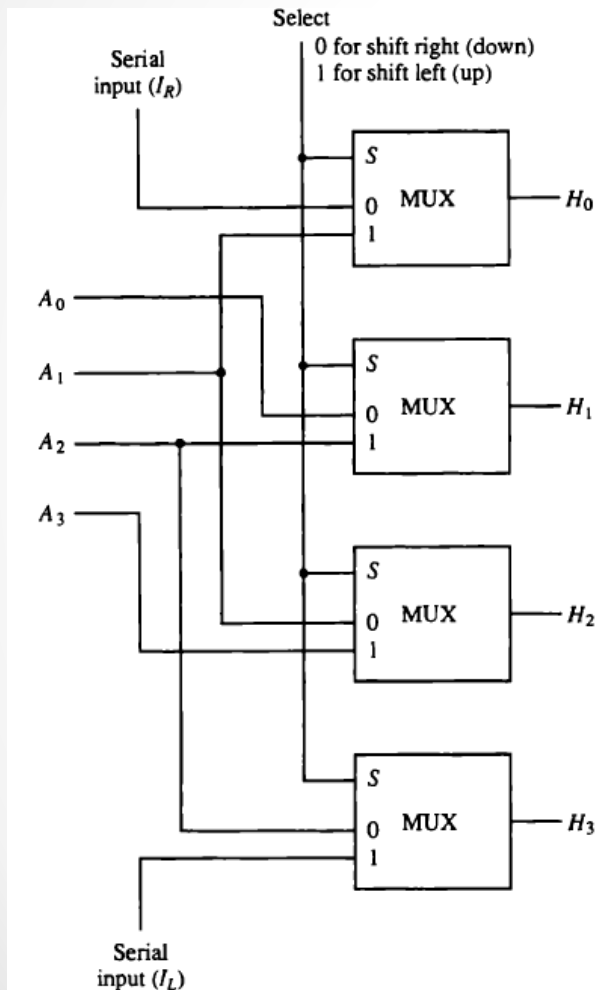 Select
0 for shift right (down)
1 for shift left (up)
Serial
input (I_R)
S
MUX
0
1
H_0
A_0
S
MUX
0
1
H_1
A_1
A_2
A_3
S
MUX
0
1
H_2
S
MUX
0
1
H_3
Serial
input (I_L)